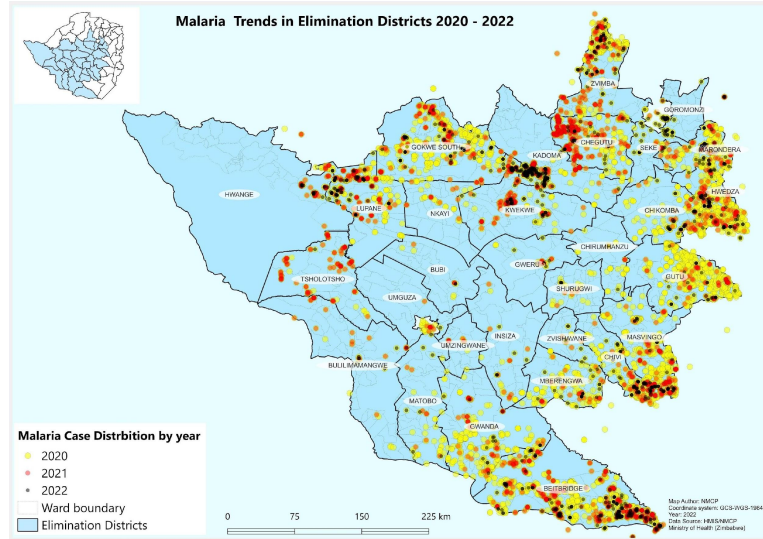 Malaria  Trends in Elimination Districts 2020 - 2022
ZVIMBA
GOROMONZI
CHEGUTU
SEKE
MARONDERA
GOKWE SOUTH
KADOMA
HWANGE
HWEDZA
LUPANE
NKAYI
KWEKWE
CHIKOMBA
CHIRUMHANZU
BUBI
GWERU
TSHOLOTSHO
GUTU
SHURUGWI
UMGUZA
INSIZA
ZVISHAVANE
MASVINGO
UMZINGWANE
CHIVI
BULILIMAMANGWE
MBERENGWA
MATOBO
GWANDA
BEITBRIDGE
Malaria Case Distrbition by year
2020
2021
2022
Ward boundary
Elimination Districts
0 75 150 225 km
Map Author: NMCP
Coordinate system: GCS-WGS-1984
Year: 2022
Data Source: HMIS/NMCP
Ministry of Health (Zimbabwe)